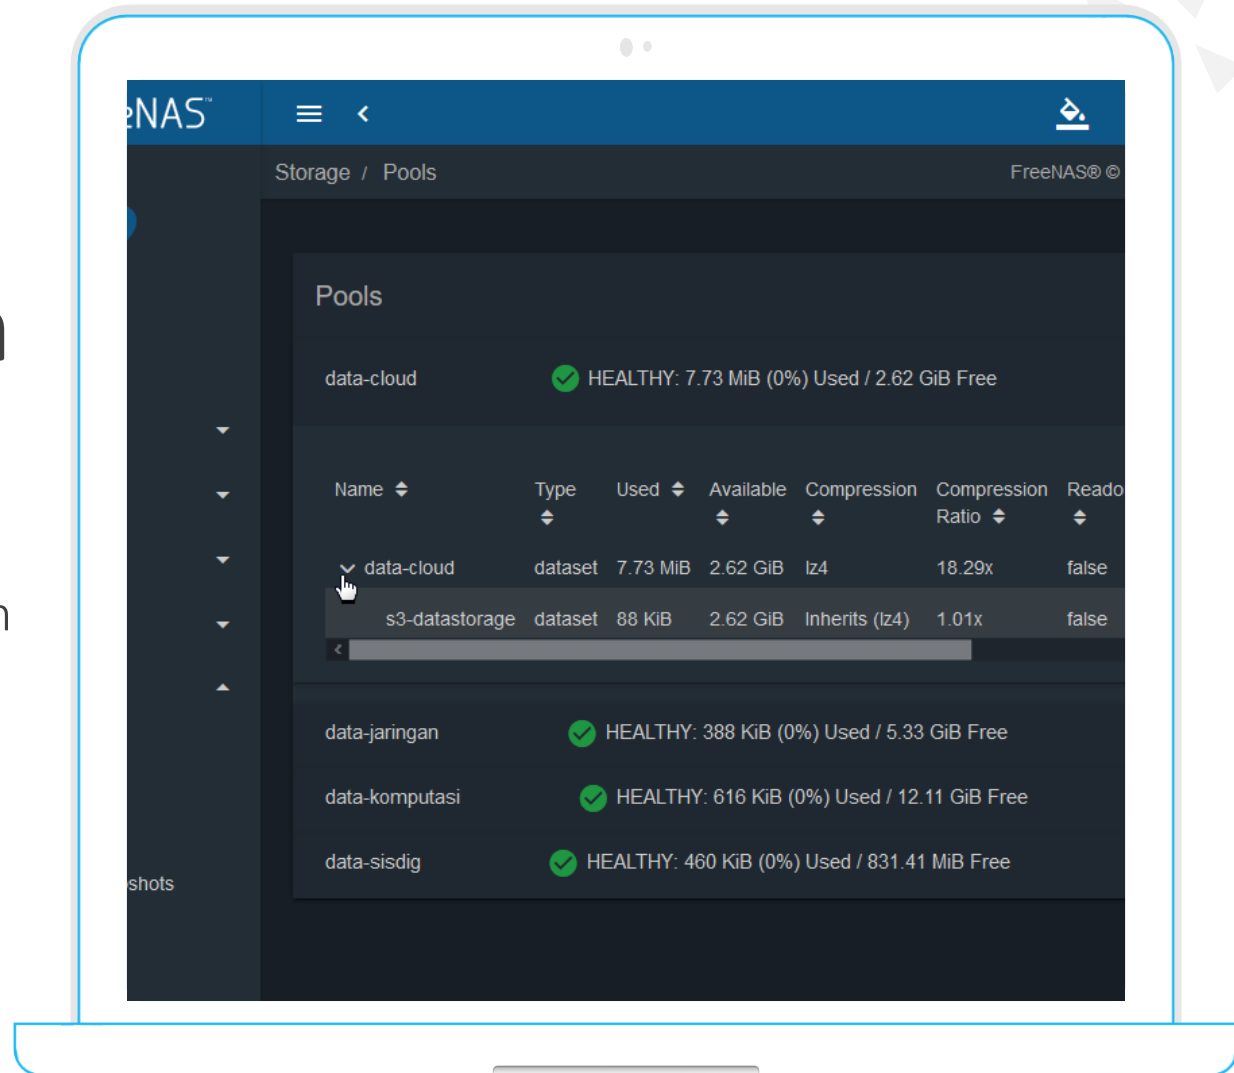 eNAS™
Storage / Pools
FreeNAS® ©
Pools
data-cloud HEALTHY: 7.73 MiB (0%) Used / 2.62 GiB Free
Name Type Used Available Compression Compression Ratio Reado
data-cloud dataset 7.73 MiB 2.62 GiB lz4 18.29x false
s3-datastorage dataset 88 KiB 2.62 GiB Inherits (lz4) 1.01x false
data-jaringan HEALTHY: 388 KiB (0%) Used / 5.33 GiB Free
data-komputasi HEALTHY: 616 KiB (0%) Used / 12.11 GiB Free
data-sisdig HEALTHY: 460 KiB (0%) Used / 831.41 MiB Free
shots